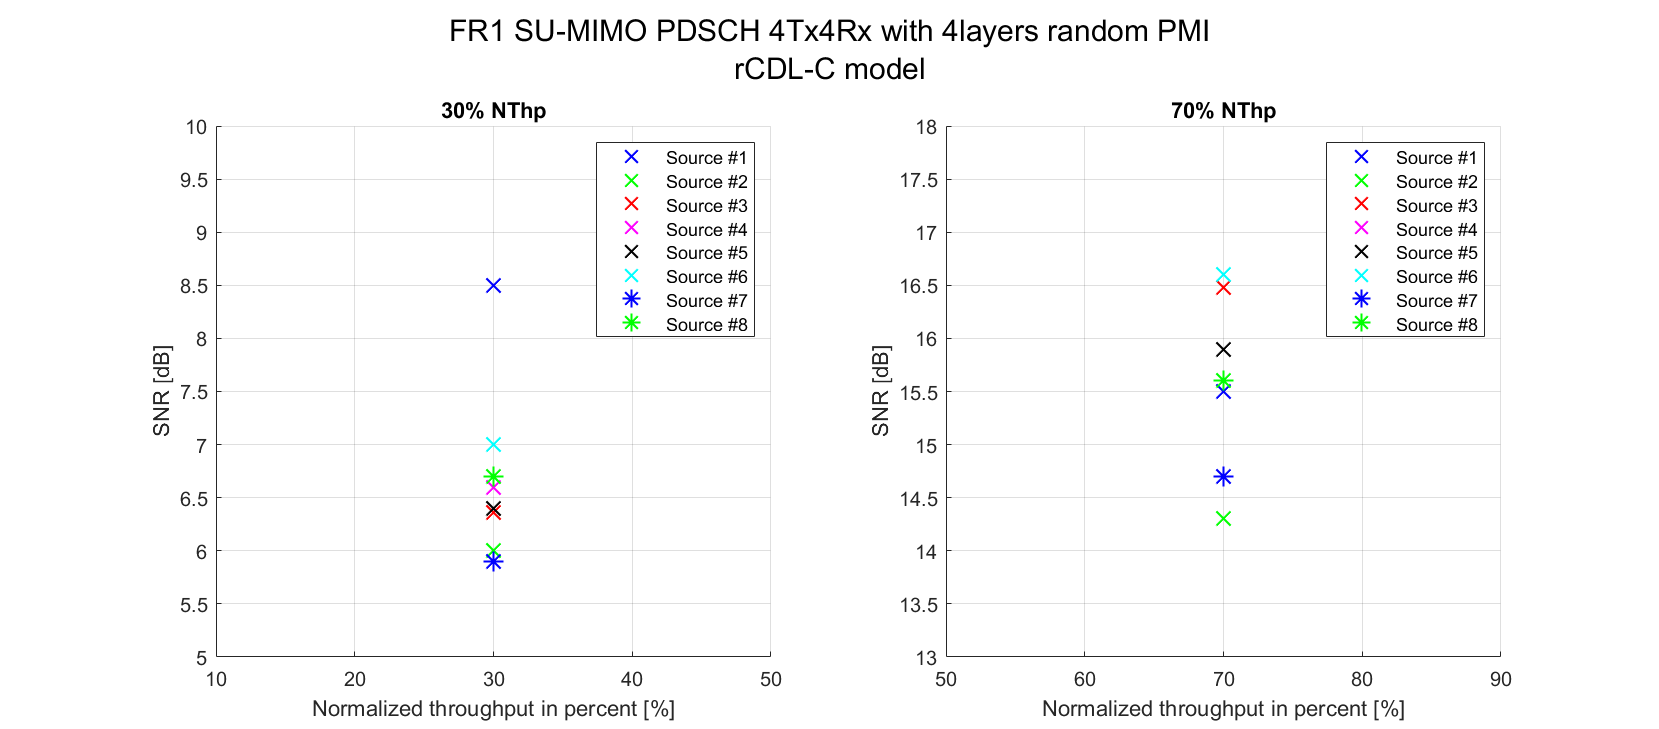 FR1 SU-MIMO PDSCH 4Tx4Rx with 4layers random PMI
rCDL-C model
30% NThp
10
9.5
9
8.5
8
7.5
7
6.5
6
5.5
5
SNR [dB]
10
20
30
40
50
Normalized throughput in percent [%]
Source #1
Source #2
Source #3
Source #4
Source #5
Source #6
Source #7
Source #8
70% NThp
18
17.5
17
16.5
16
15.5
15
14.5
14
13.5
13
SNR [dB]
50
60
70
80
90
Normalized throughput in percent [%]
Source #1
Source #2
Source #3
Source #4
Source #5
Source #6
Source #7
Source #8